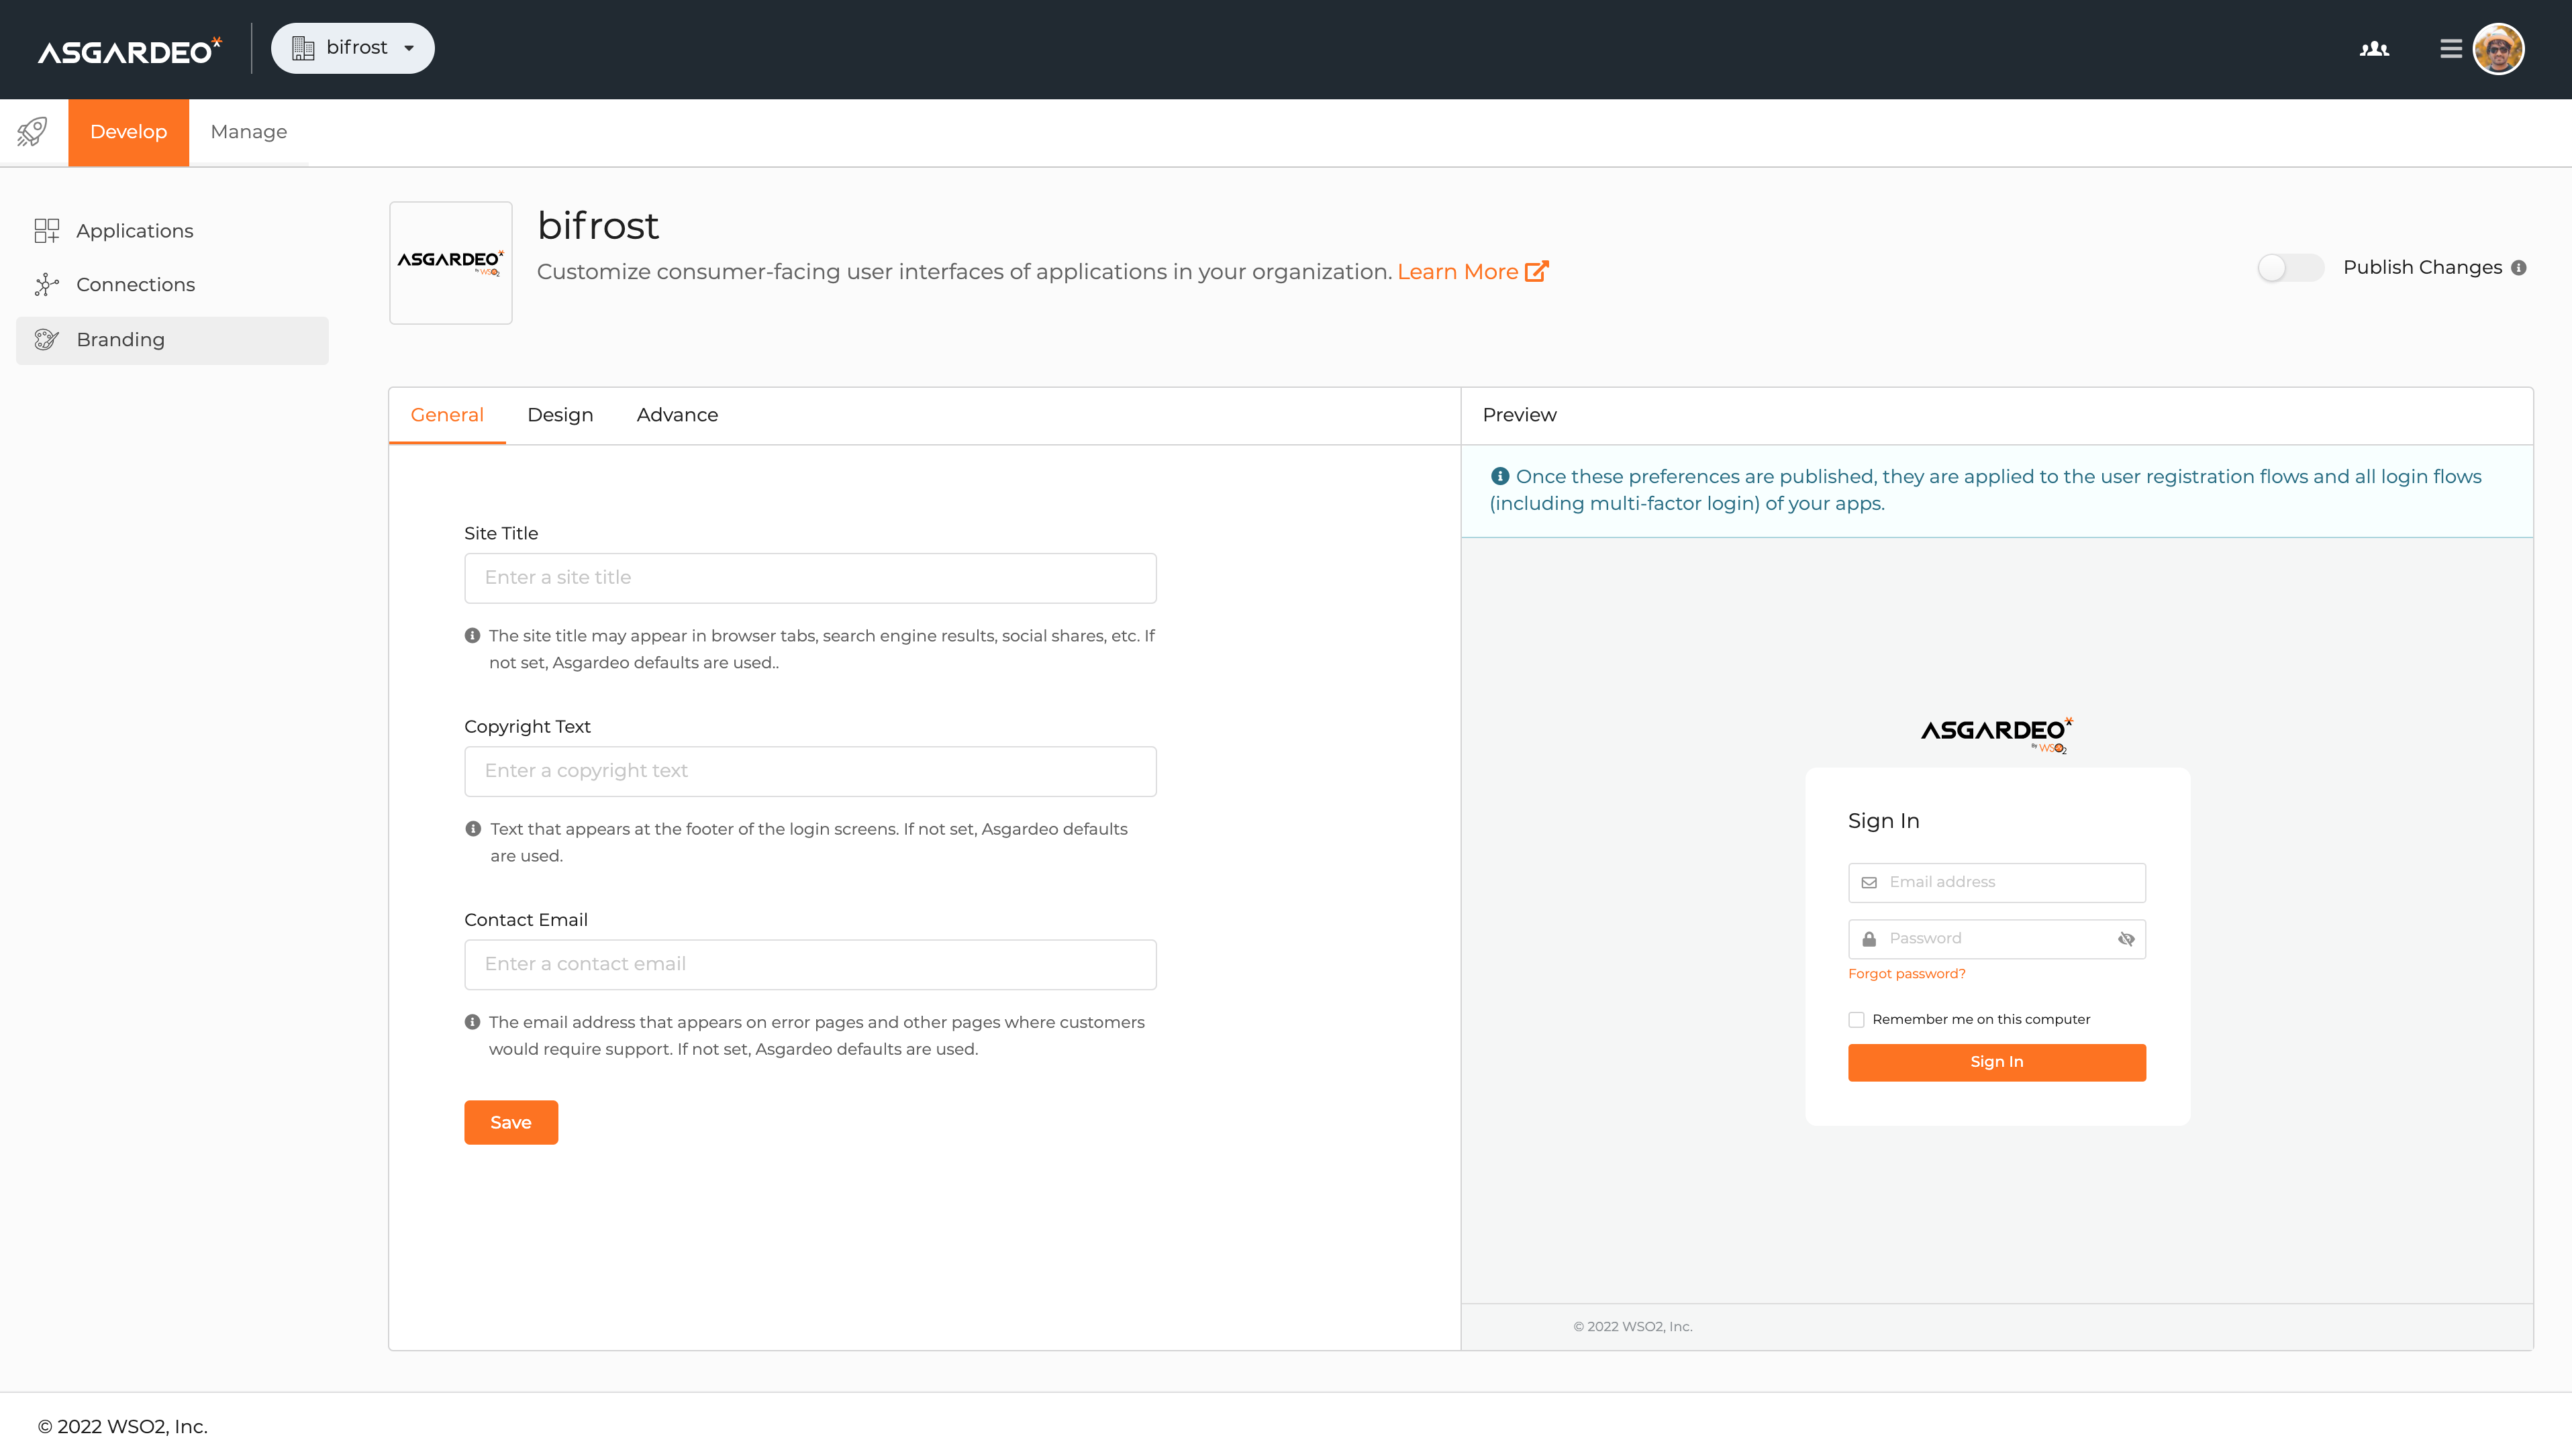 ASGARDEO
bifrost
Develop
Manage
Applications
Connections
Branding
ASGARDEO
by WSO2
bifrost
Customize consumer-facing user interfaces of applications in your organization. Learn More
Publish Changes
General
Design
Advance
Site Title
Enter a site title
The site title may appear in browser tabs, search engine results, social shares, etc. If
not set, Asgardeo defaults are used..
Copyright Text
Enter a copyright text
Text that appears at the footer of the login screens. If not set, Asgardeo defaults
are used.
Contact Email
Enter a contact email
The email address that appears on error pages and other pages where customers
would require support. If not set, Asgardeo defaults are used.
Save
Preview
Once these preferences are published, they are applied to the user registration flows and all login flows
(including multi-factor login) of your apps.
ASGARDEO
by WSO2
Sign In
Email address
Password
Forgot password?
Remember me on this computer
Sign In
© 2022 WSO2, Inc.
© 2022 WSO2, Inc.